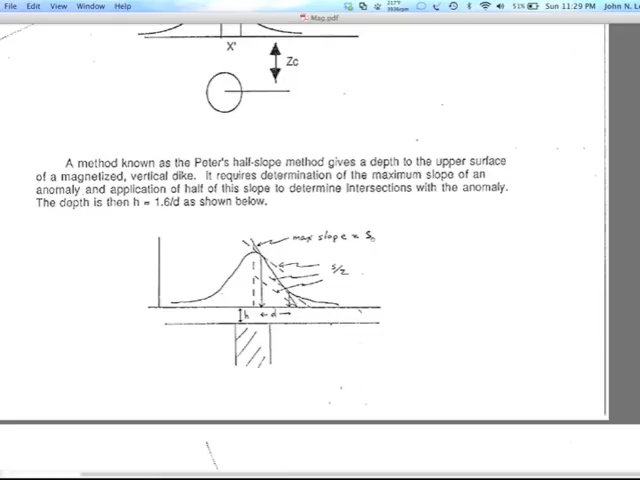 File Edit View Window Help
51% Sun 11:29 PM John N. Lo
Mag.pdf
X'
Zc
A method known as the Peter's half-slope method gives a depth to the upper surface
of a magnetized, vertical dike. It requires determination of the maximum slope of an
anomaly and application of half of this slope to determine intersections with the anomaly.
The depth is then h = 1.6/d as shown below.
max slope = S
S/2
h
d